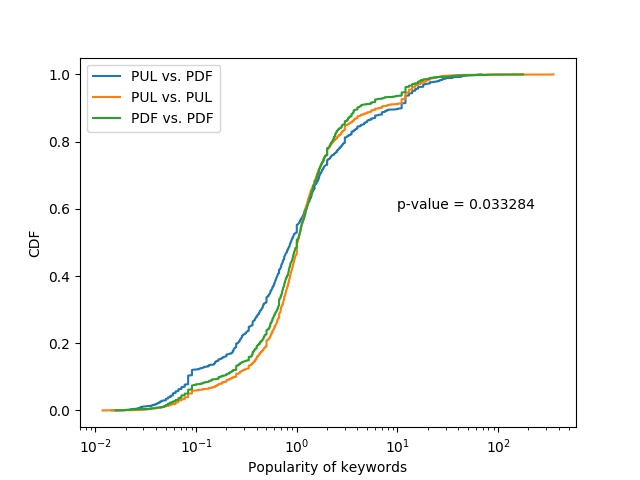 PUL vs. PDF
PUL vs. PUL
PDF vs. PDF
p-value = 0.033284
CDF
1.0
0.8
0.6
0.4
0.2
0.0
10⁻²
10⁻¹
10⁰
10¹
10²
Popularity of keywords